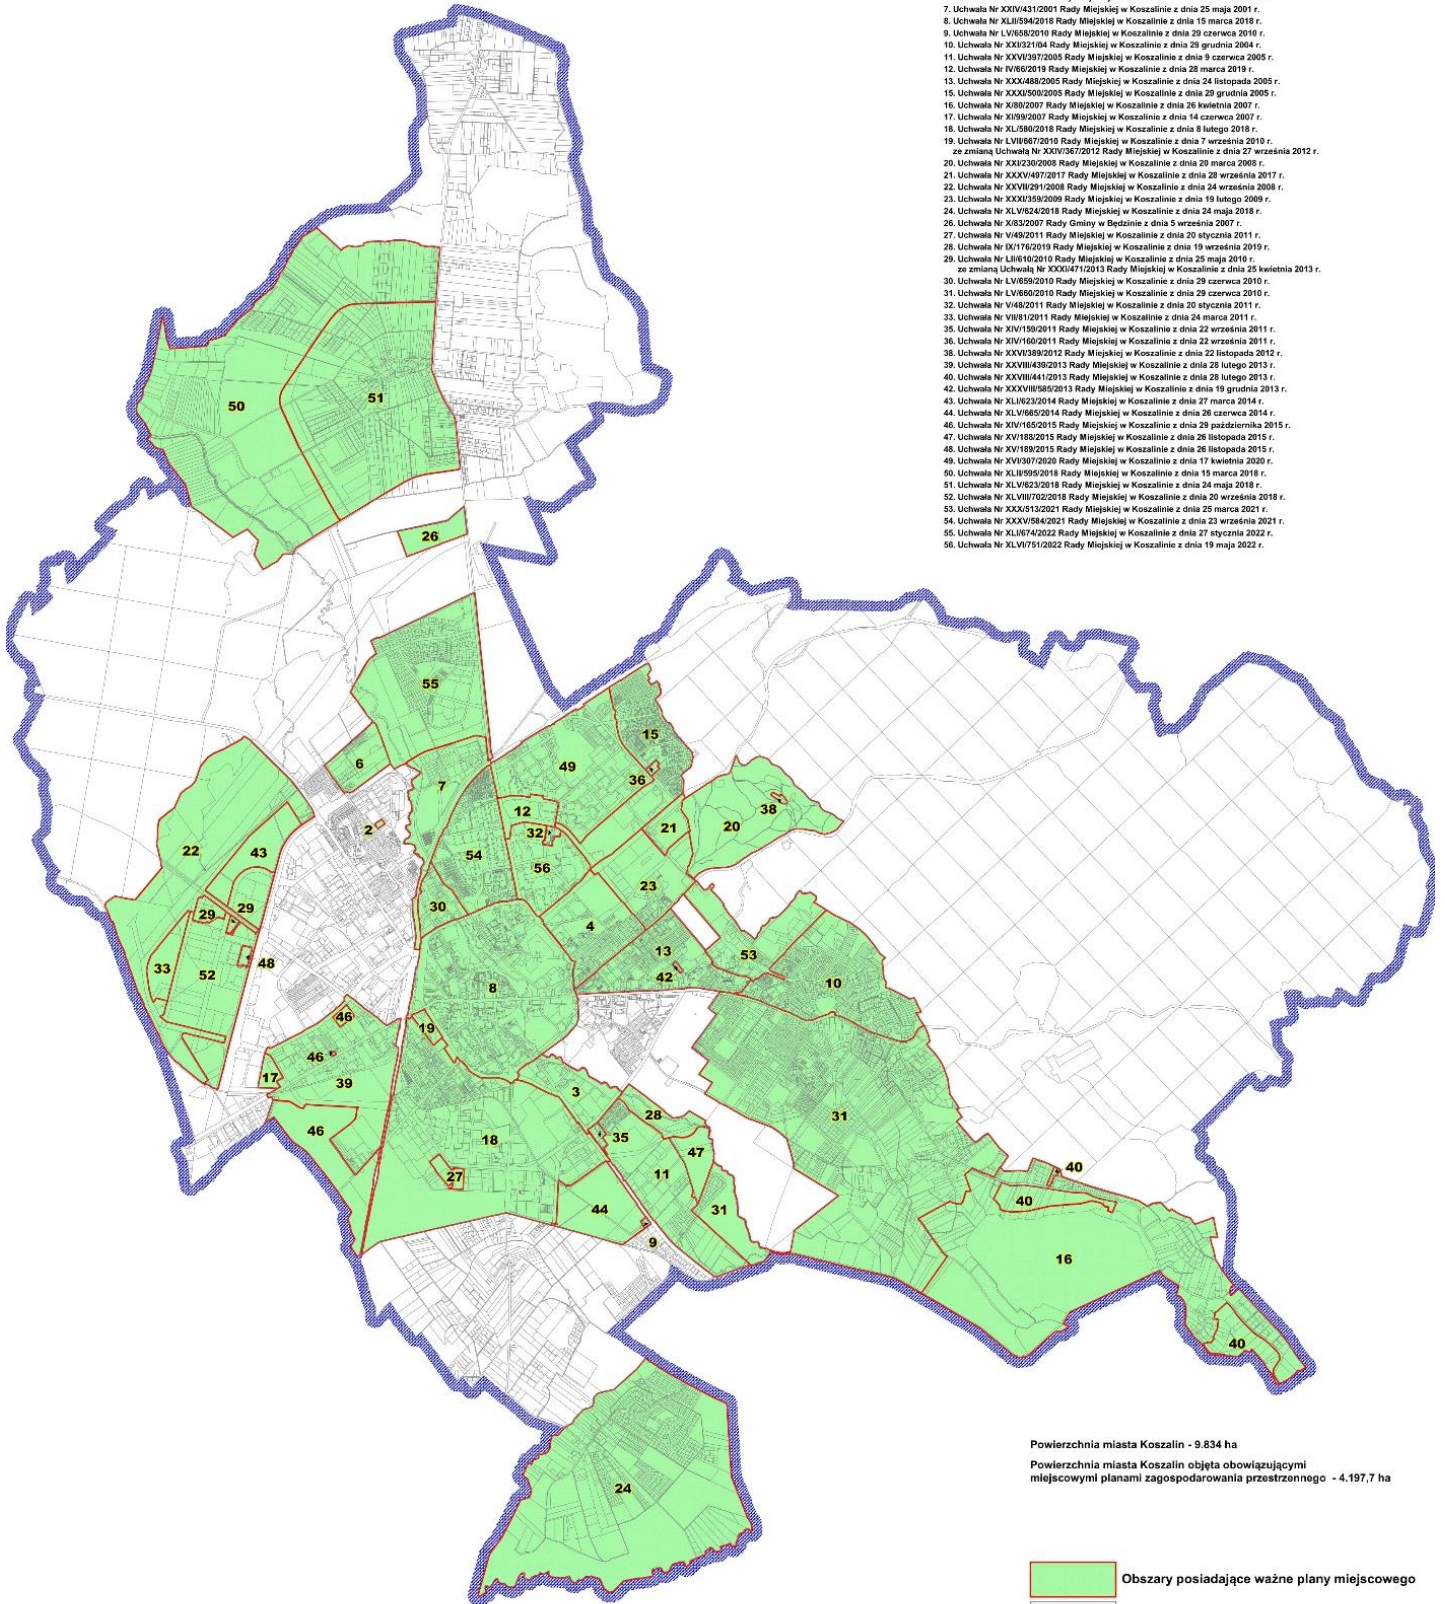 7. Uchwała Nr XXIV/431/2001 Rady Miejskiej w Koszalinie z dnia 25 maja 2001 r.
8. Uchwała Nr XLII/594/2018 Rady Miejskiej w Koszalinie z dnia 15 marca 2018 r.
9. Uchwała Nr LV/658/2010 Rady Miejskiej w Koszalinie z dnia 29 czerwca 2010 r.
10. Uchwała Nr XXI/321/04 Rady Miejskiej w Koszalinie z dnia 29 grudnia 2004 r.
11. Uchwała Nr XXVI/397/2005 Rady Miejskiej w Koszalinie z dnia 9 czerwca 2005 r.
12. Uchwała Nr IV/66/2019 Rady Miejskiej w Koszalinie z dnia 28 marca 2019 r.
13. Uchwała Nr XXX/488/2005 Rady Miejskiej w Koszalinie z dnia 24 listopada 2005 r.
15. Uchwała Nr XXXI/500/2005 Rady Miejskiej w Koszalinie z dnia 29 grudnia 2005 r.
16. Uchwała Nr X/80/2007 Rady Miejskiej w Koszalinie z dnia 26 kwietnia 2007 r.
17. Uchwała Nr XI/99/2007 Rady Miejskiej w Koszalinie z dnia 14 czerwca 2007 r.
18. Uchwała Nr XL/580/2018 Rady Miejskiej w Koszalinie z dnia 8 lutego 2018 r.
19. Uchwała Nr LVII/667/2010 Rady Miejskiej w Koszalinie z dnia 7 września 2010 r.
ze zmianą Uchwałą Nr XXIV/367/2012 Rady Miejskiej w Koszalinie z dnia 27 września 2012 r.
20. Uchwała Nr XXI/230/2008 Rady Miejskiej w Koszalinie z dnia 20 marca 2008 r.
21. Uchwała Nr XXXV/497/2017 Rady Miejskiej w Koszalinie z dnia 28 września 2017 r.
22. Uchwała Nr XXVII/291/2008 Rady Miejskiej w Koszalinie z dnia 24 września 2008 r.
23. Uchwała Nr XXXI/359/2009 Rady Miejskiej w Koszalinie z dnia 19 lutego 2009 r.
24. Uchwała Nr XLV/624/2018 Rady Miejskiej w Koszalinie z dnia 24 maja 2018 r.
26. Uchwała Nr X/83/2007 Rady Gminy w Będzinie z dnia 5 września 2007 r.
27. Uchwała Nr V/49/2011 Rady Miejskiej w Koszalinie z dnia 20 stycznia 2011 r.
28. Uchwała Nr IX/176/2019 Rady Miejskiej w Koszalinie z dnia 19 września 2019 r.
29. Uchwała Nr LII/610/2010 Rady Miejskiej w Koszalinie z dnia 25 maja 2010 r.
ze zmianą Uchwałą Nr XXXI/471/2013 Rady Miejskiej w Koszalinie z dnia 25 kwietnia 2013 r.
30. Uchwała Nr LV/659/2010 Rady Miejskiej w Koszalinie z dnia 29 czerwca 2010 r.
31. Uchwała Nr LV/660/2010 Rady Miejskiej w Koszalinie z dnia 29 czerwca 2010 r.
32. Uchwała Nr V/48/2011 Rady Miejskiej w Koszalinie z dnia 20 stycznia 2011 r.
33. Uchwała Nr VII/81/2011 Rady Miejskiej w Koszalinie z dnia 24 marca 2011 r.
35. Uchwała Nr XIV/159/2011 Rady Miejskiej w Koszalinie z dnia 22 września 2011 r.
36. Uchwała Nr XIV/160/2011 Rady Miejskiej w Koszalinie z dnia 22 września 2011 r.
38. Uchwała Nr XXVI/389/2012 Rady Miejskiej w Koszalinie z dnia 22 listopada 2012 r.
39. Uchwała Nr XXVIII/439/2013 Rady Miejskiej w Koszalinie z dnia 28 lutego 2013 r.
40. Uchwała Nr XXVIII/441/2013 Rady Miejskiej w Koszalinie z dnia 28 lutego 2013 r.
42. Uchwała Nr XXXVIII/585/2013 Rady Miejskiej w Koszalinie z dnia 19 grudnia 2013 r.
43. Uchwała Nr XLI/623/2014 Rady Miejskiej w Koszalinie z dnia 27 marca 2014 r.
44. Uchwała Nr XLV/665/2014 Rady Miejskiej w Koszalinie z dnia 26 czerwca 2014 r.
46. Uchwała Nr XIV/165/2015 Rady Miejskiej w Koszalinie z dnia 29 października 2015 r.
47. Uchwała Nr XV/188/2015 Rady Miejskiej w Koszalinie z dnia 26 listopada 2015 r.
48. Uchwała Nr XV/189/2015 Rady Miejskiej w Koszalinie z dnia 26 listopada 2015 r.
49. Uchwała Nr XVI/307/2020 Rady Miejskiej w Koszalinie z dnia 17 kwietnia 2020 r.
50. Uchwała Nr XLII/595/2018 Rady Miejskiej w Koszalinie z dnia 15 marca 2018 r.
51. Uchwała Nr XLV/623/2018 Rady Miejskiej w Koszalinie z dnia 24 maja 2018 r.
52. Uchwała Nr XLVIII/702/2018 Rady Miejskiej w Koszalinie z dnia 20 września 2018 r.
53. Uchwała Nr XXX/513/2021 Rady Miejskiej w Koszalinie z dnia 25 marca 2021 r.
54. Uchwała Nr XXXV/584/2021 Rady Miejskiej w Koszalinie z dnia 23 września 2021 r.
55. Uchwała Nr XLI/674/2022 Rady Miejskiej w Koszalinie z dnia 27 stycznia 2022 r.
56. Uchwała Nr XLVI/751/2022 Rady Miejskiej w Koszalinie z dnia 19 maja 2022 r.
50
51
26
55
15
6
49
7
36
38
12
2
20
21
32
22
43
54
56
23
30
29
29
4
13
53
48
33
52
42
10
8
46
19
46
17
39
3
28
31
46
35
18
47
40
27
11
40
44
31
9
16
40
24
Powierzchnia miasta Koszalin - 9.834 ha
Powierzchnia miasta Koszalin objęta obowiązującymi
miejscowymi planami zagospodarowania przestrzennego - 4.197,7 ha
Obszary posiadające ważne plany miejscowego